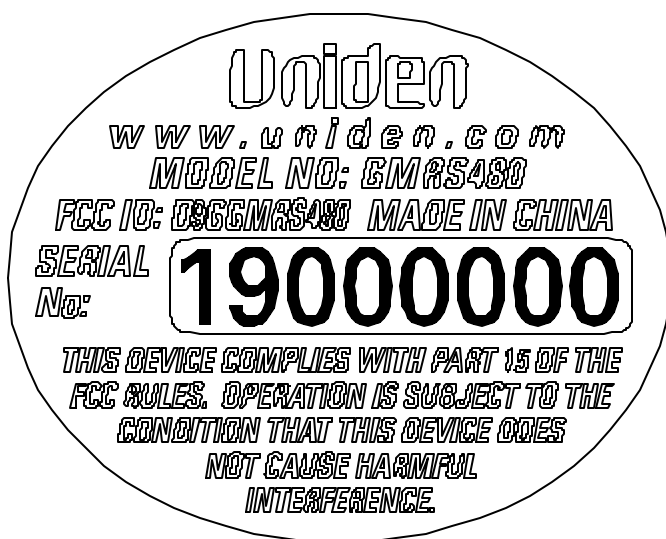 Uniden
www.uniden.com
MODEL NO: GMRS480
FCC ID: D9GGMRS480 MADE IN CHINA
SERIAL No: 19000000
THIS DEVICE COMPLIES WITH PART 15 OF THE
FCC RULES. OPERATION IS SUBJECT TO THE
CONDITION THAT THIS DEVICE DOES
NOT CAUSE HARMFUL
INTERFERENCE.